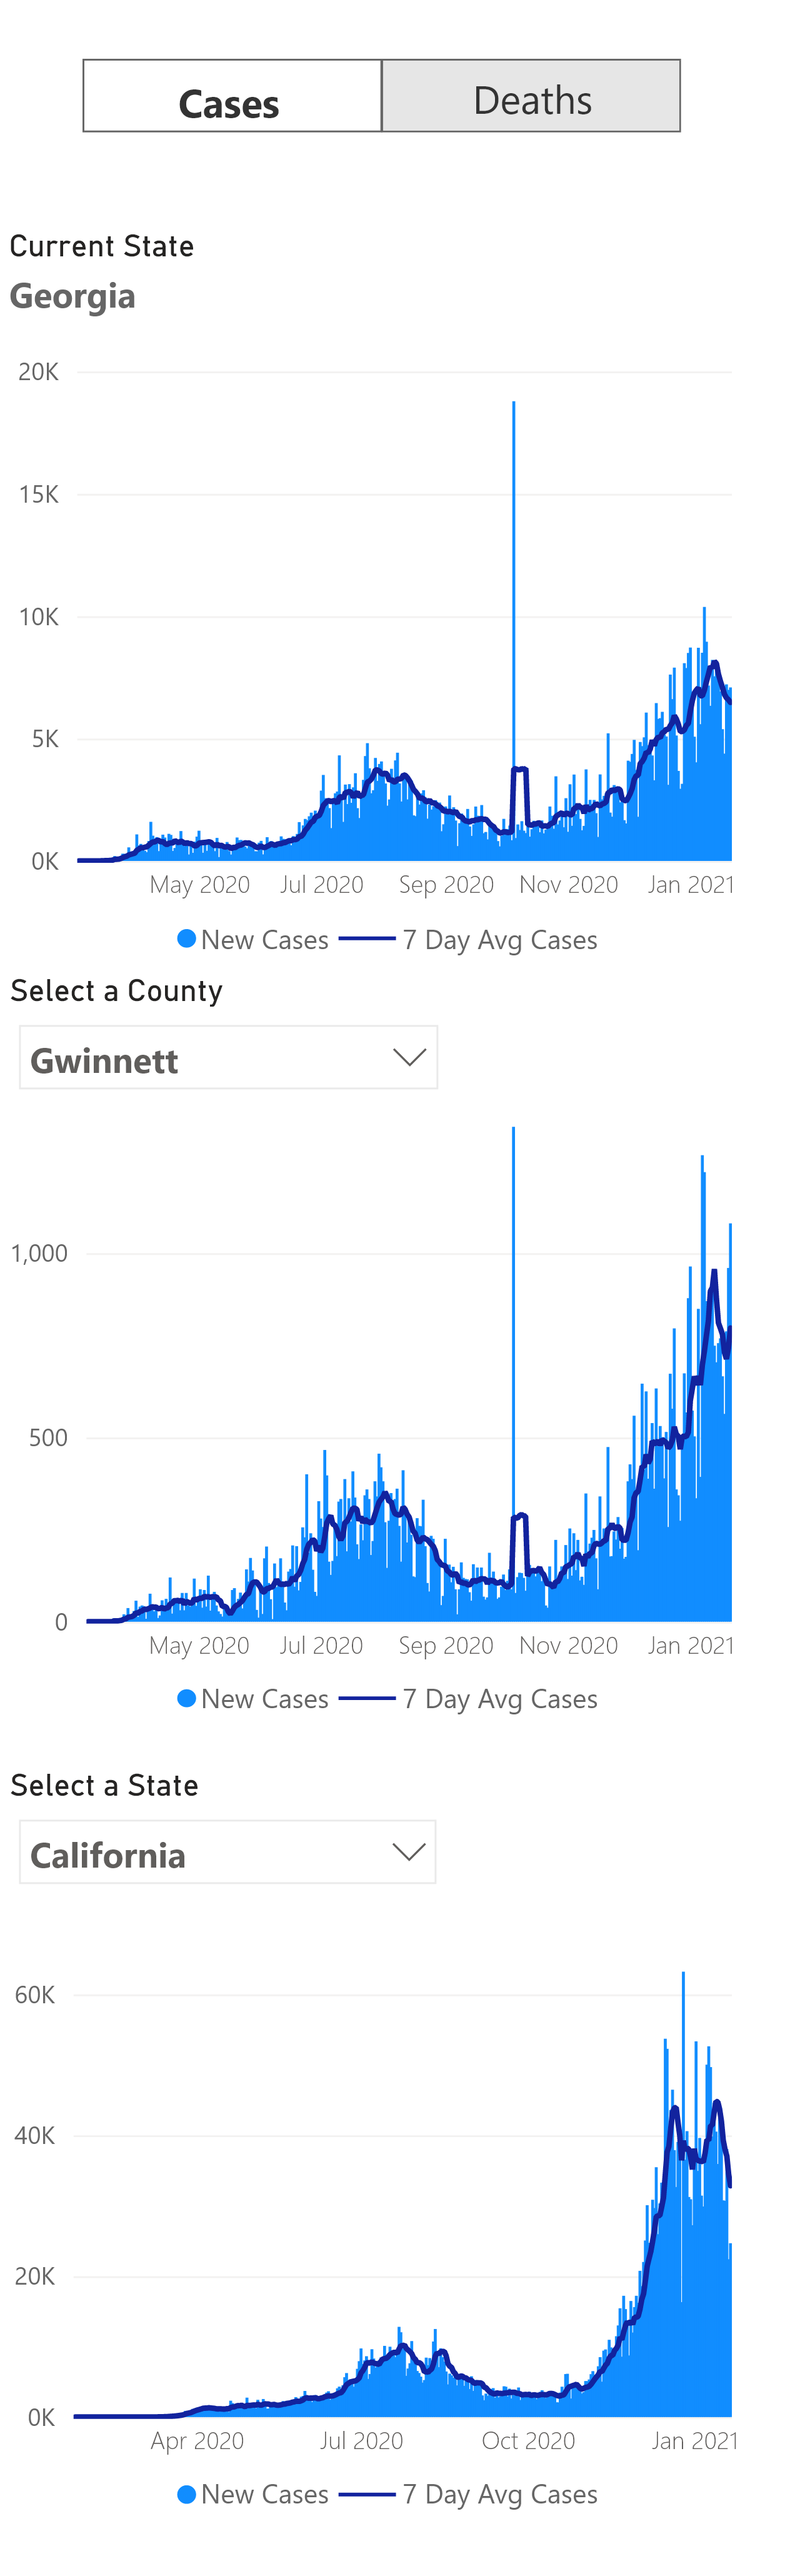 Cases Deaths
Current State
Georgia
20K
15K
10K
5K
0K
May 2020 Jul 2020 Sep 2020 Nov 2020 Jan 2021
New Cases 7 Day Avg Cases
Select a County
Gwinnett
1,000
500
0
May 2020 Jul 2020 Sep 2020 Nov 2020 Jan 2021
New Cases 7 Day Avg Cases
Select a State
California
60K
40K
20K
0K
Apr 2020 Jul 2020 Oct 2020 Jan 2021
New Cases 7 Day Avg Cases